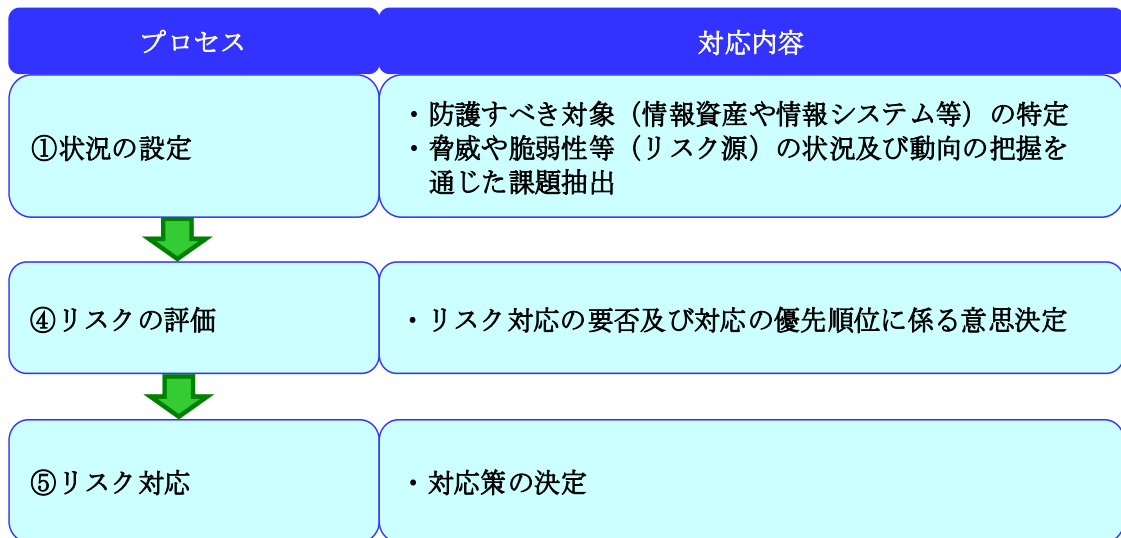 プロセス
対応内容
①状況の設定
・防護すべき対象（情報資産や情報システム等）の特定
・脅威や脆弱性等（リスク源）の状況及び動向の把握を
通じた課題抽出
④リスクの評価
・リスク対応の要否及び対応の優先順位に係る意思決定
⑤リスク対応
・対応策の決定